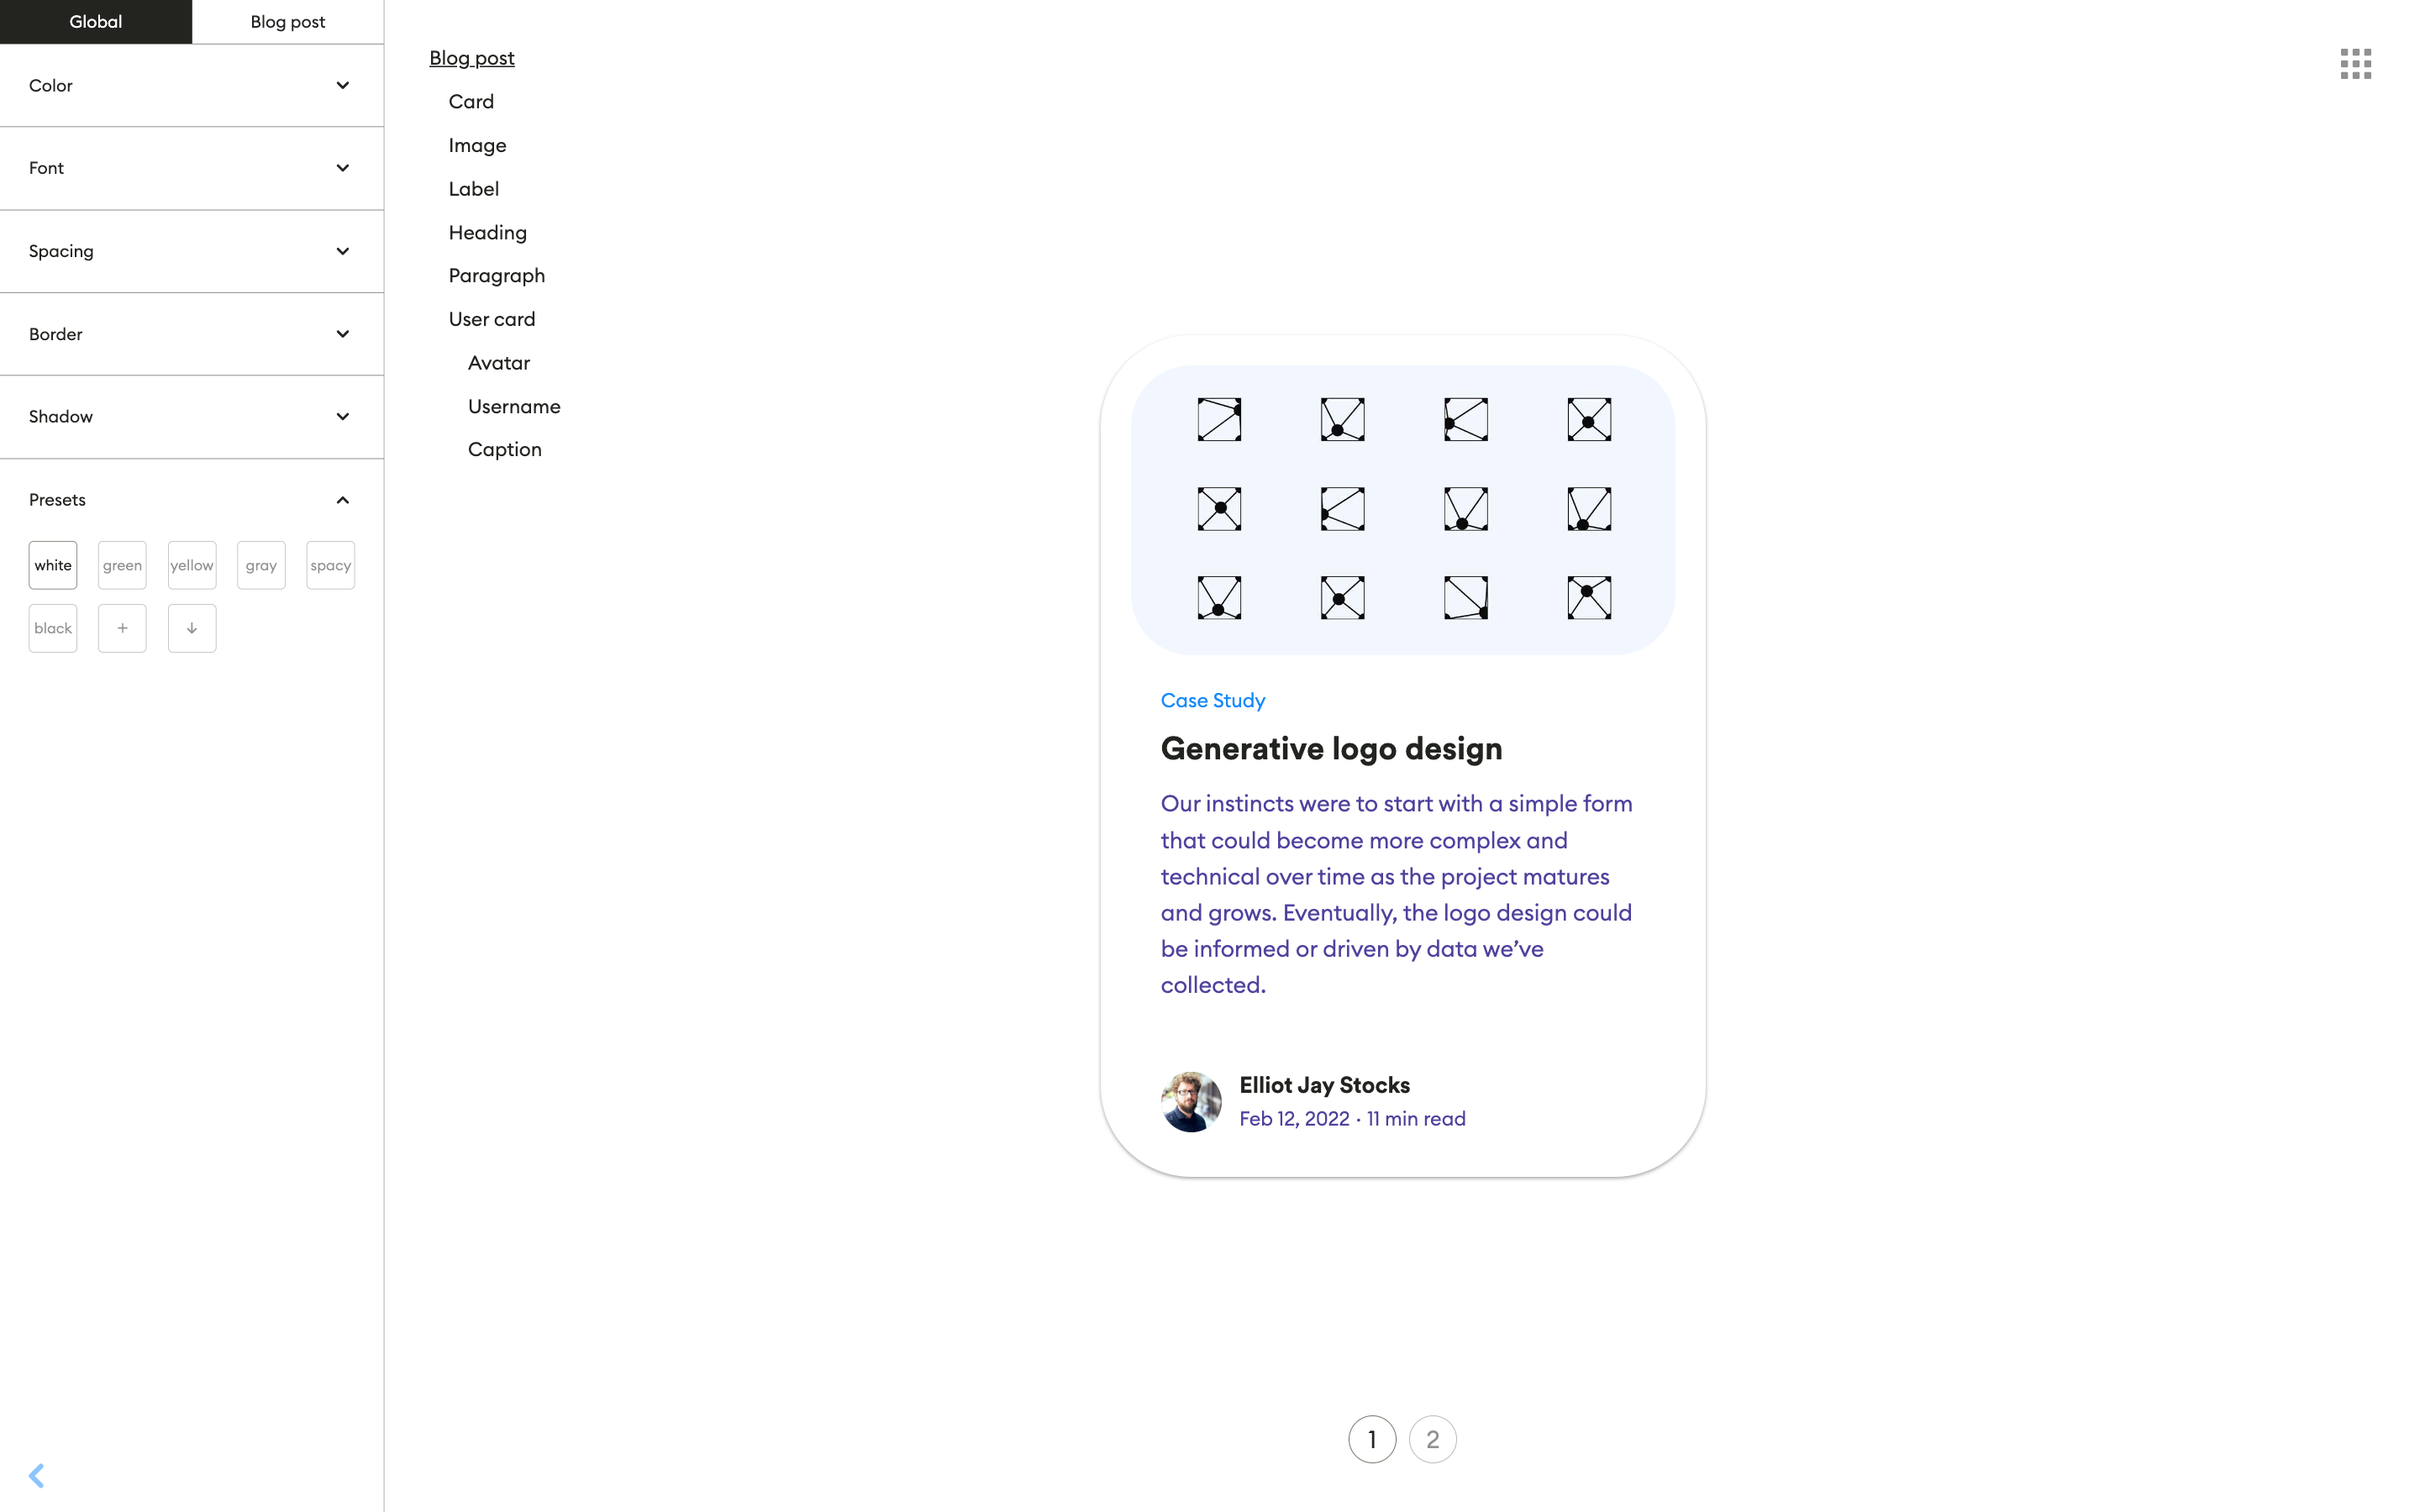 Global
Blog post
Color
Font
Spacing
Border
Shadow
Presets
white green yellow gray spacy
black + ↓
Blog post
Card
Image
Label
Heading
Paragraph
User card
Avatar
Username
Caption
Case Study
Generative logo design
Our instincts were to start with a simple form
that could become more complex and
technical over time as the project matures
and grows. Eventually, the logo design could
be informed or driven by data we’ve
collected.
Elliot Jay Stocks
Feb 12, 2022 · 11 min read
1 2